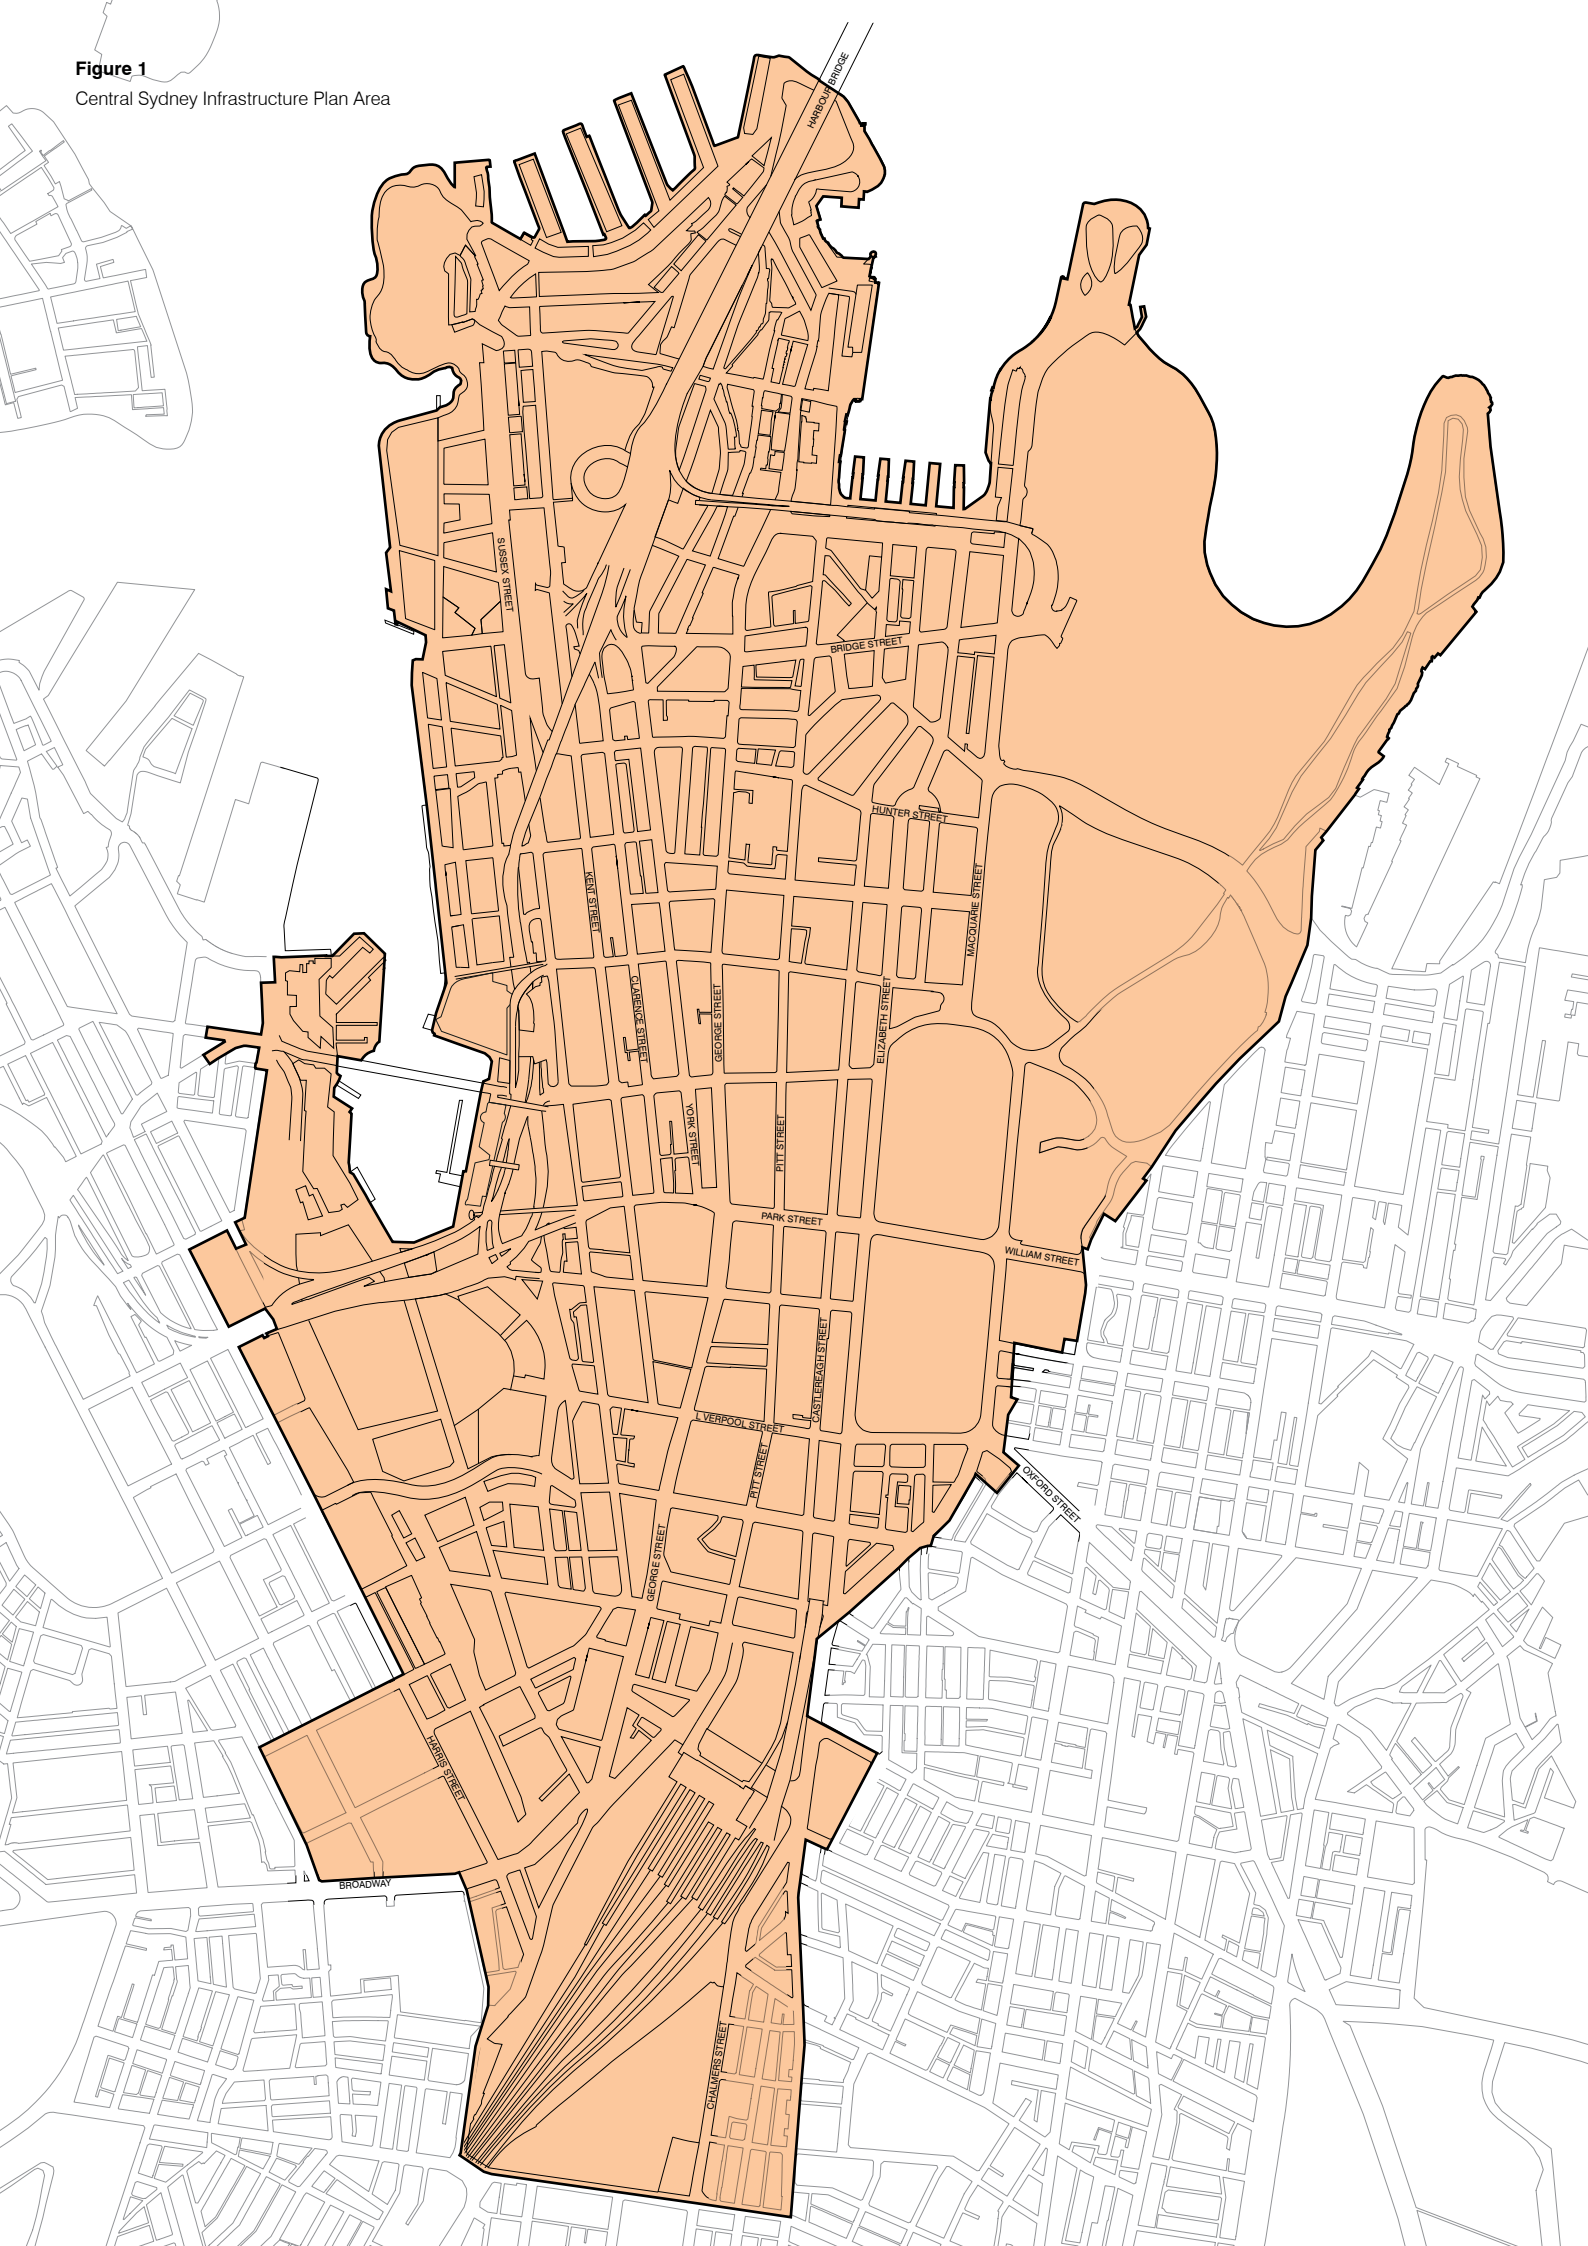 Figure 1
Central Sydney Infrastructure Plan Area
HARBOUR BRIDGE
SUSSEX STREET
BRIDGE STREET
HUNTER STREET
KENT STREET
MACQUARIE STREET
CLARENCE STREET
GEORGE STREET
ELIZABETH STREET
YORK STREET
PITT STREET
PARK STREET
WILLIAM STREET
CASTLEREAGH STREET
L VERPOOL STREET
PITT STREET
OXFORD STREET
GEORGE STREET
HARRIS STREET
BROADWAY
CHALMERS STREET